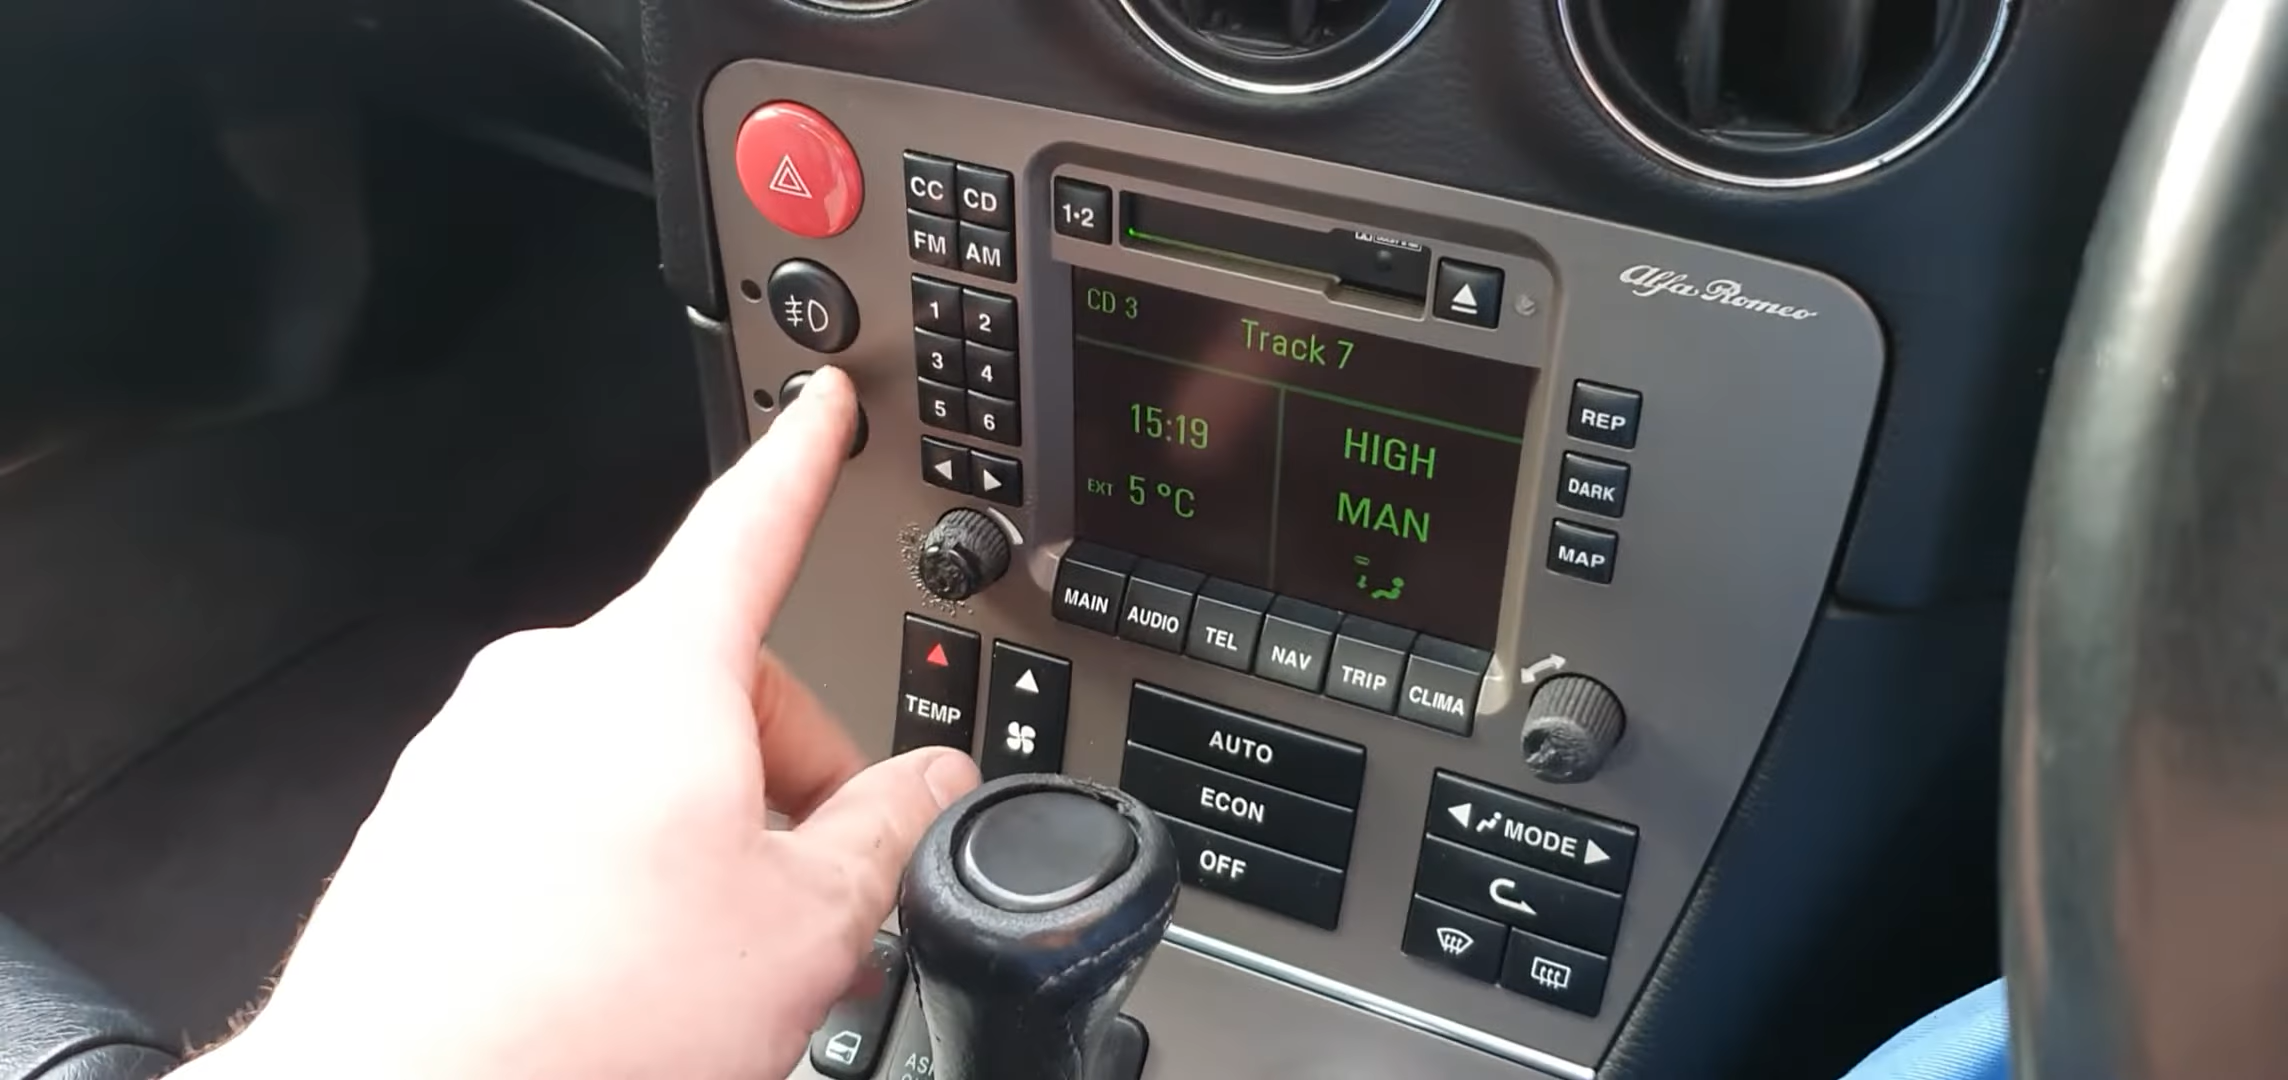 CC CD
FM AM
1 2
3 4
5 6
1•2
CD 3
Track 7
15:19
EXT 5 °C
HIGH
MAN
Alfa Romeo
REP
DARK
MAP
MAIN AUDIO TEL NAV TRIP CLIMA
TEMP
AUTO
ECON
OFF
MODE